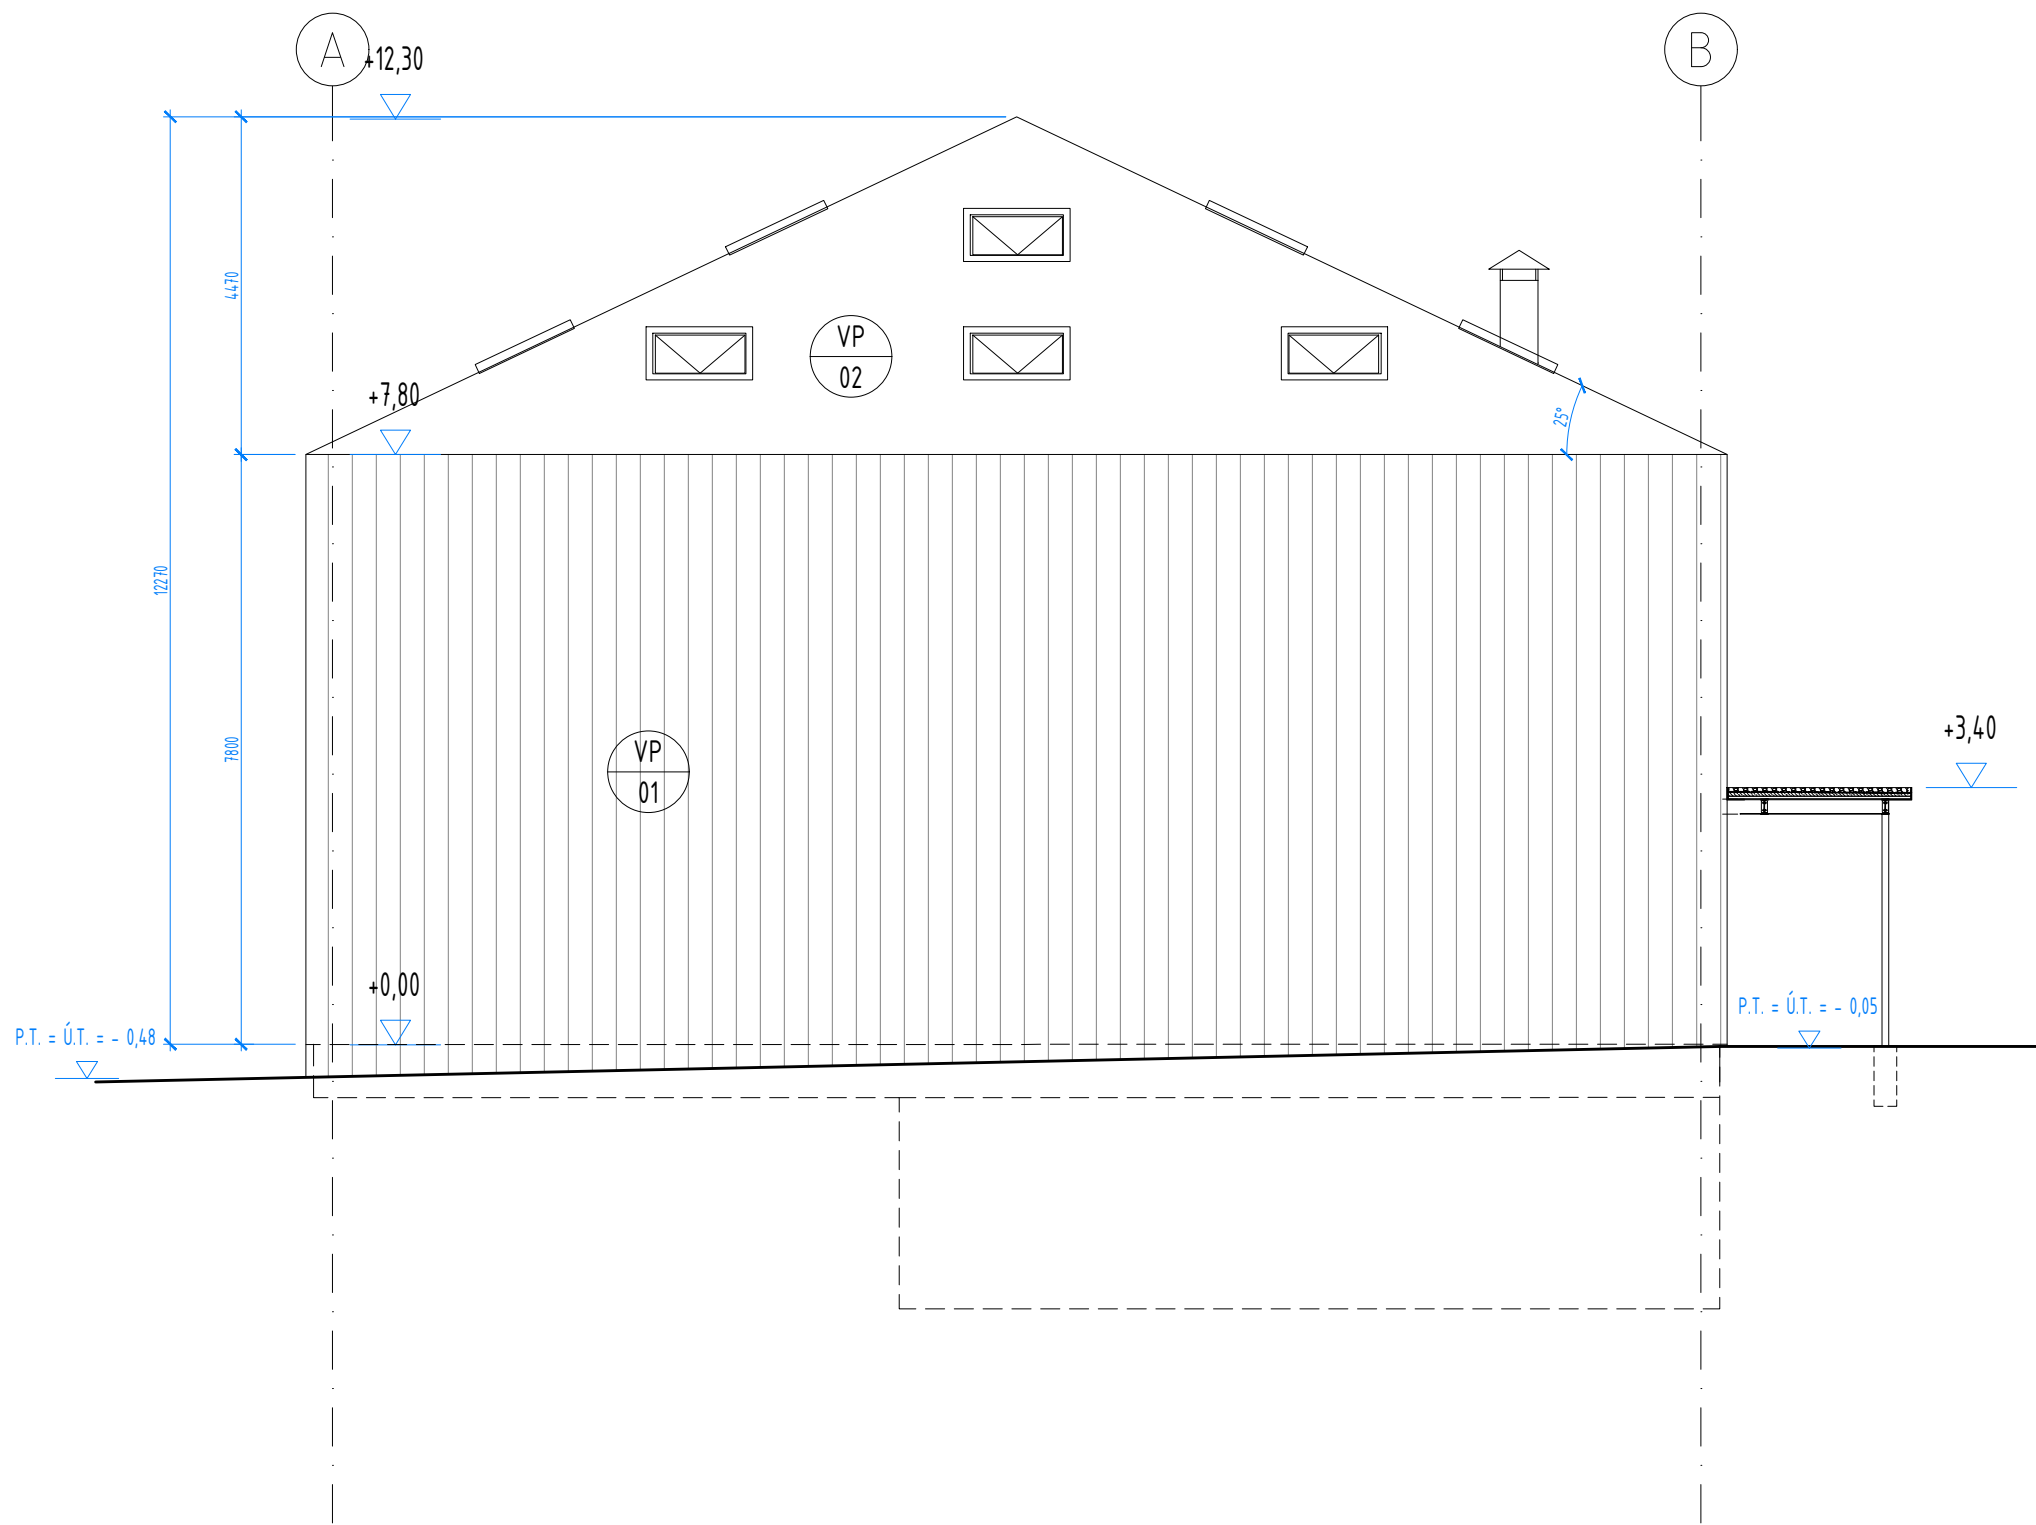 A
B
+12,30
4470
VP
02
+7,80
25°
12270
7800
VP
01
+3,40
+0,00
P.T. = Ú.T. = - 0,48
P.T. = Ú.T. = - 0,05